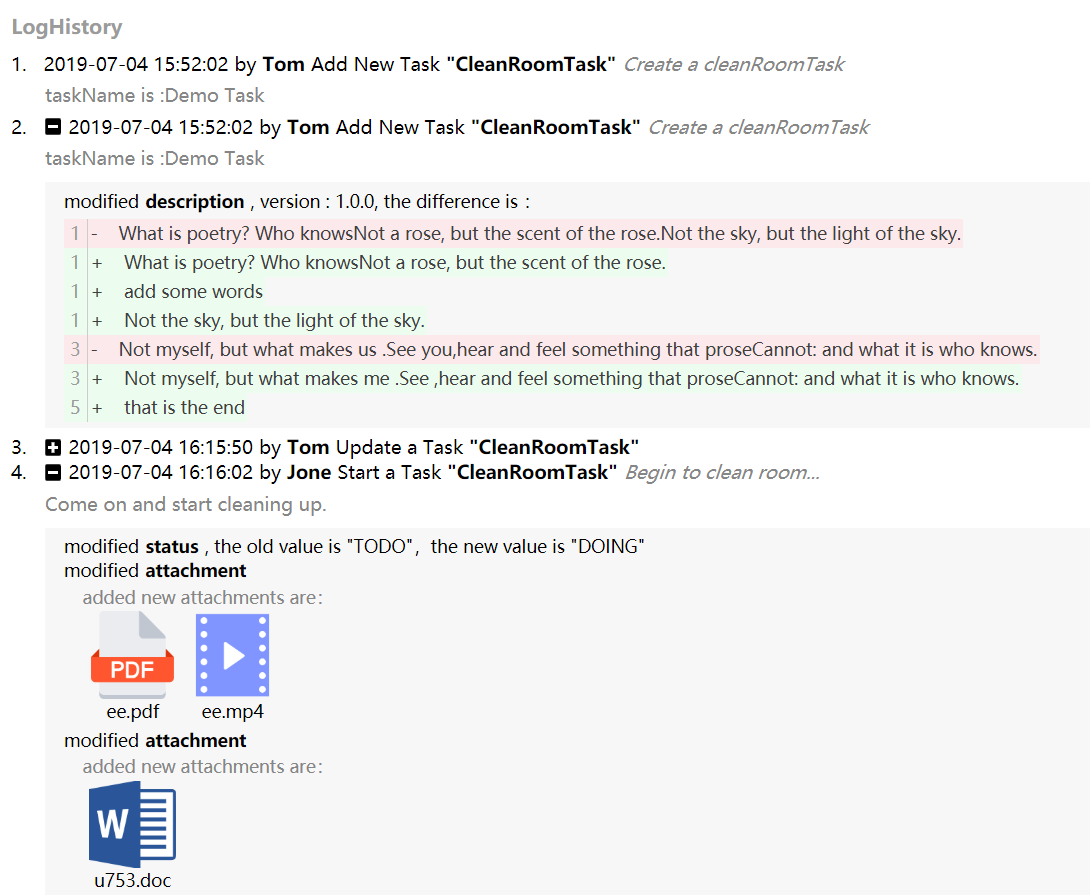 LogHistory
1. 2019-07-04 15:52:02 by Tom Add New Task "CleanRoomTask" Create a cleanRoomTask
taskName is :Demo Task
2. 2019-07-04 15:52:02 by Tom Add New Task "CleanRoomTask" Create a cleanRoomTask
taskName is :Demo Task
modified description , version : 1.0.0, the difference is :
1 - What is poetry? Who knowsNot a rose, but the scent of the rose.Not the sky, but the light of the sky.
1 + What is poetry? Who knowsNot a rose, but the scent of the rose.
1 + add some words
1 + Not the sky, but the light of the sky.
3 - Not myself, but what makes us .See you,hear and feel something that proseCannot: and what it is who knows.
3 + Not myself, but what makes me .See ,hear and feel something that proseCannot: and what it is who knows.
5 + that is the end
3. 2019-07-04 16:15:50 by Tom Update a Task "CleanRoomTask"
4. 2019-07-04 16:16:02 by Jone Start a Task "CleanRoomTask" Begin to clean room...
Come on and start cleaning up.
modified status , the old value is "TODO"， the new value is "DOING"
modified attachment
added new attachments are：
PDF
ee.pdf ee.mp4
modified attachment
added new attachments are：
W
u753.doc